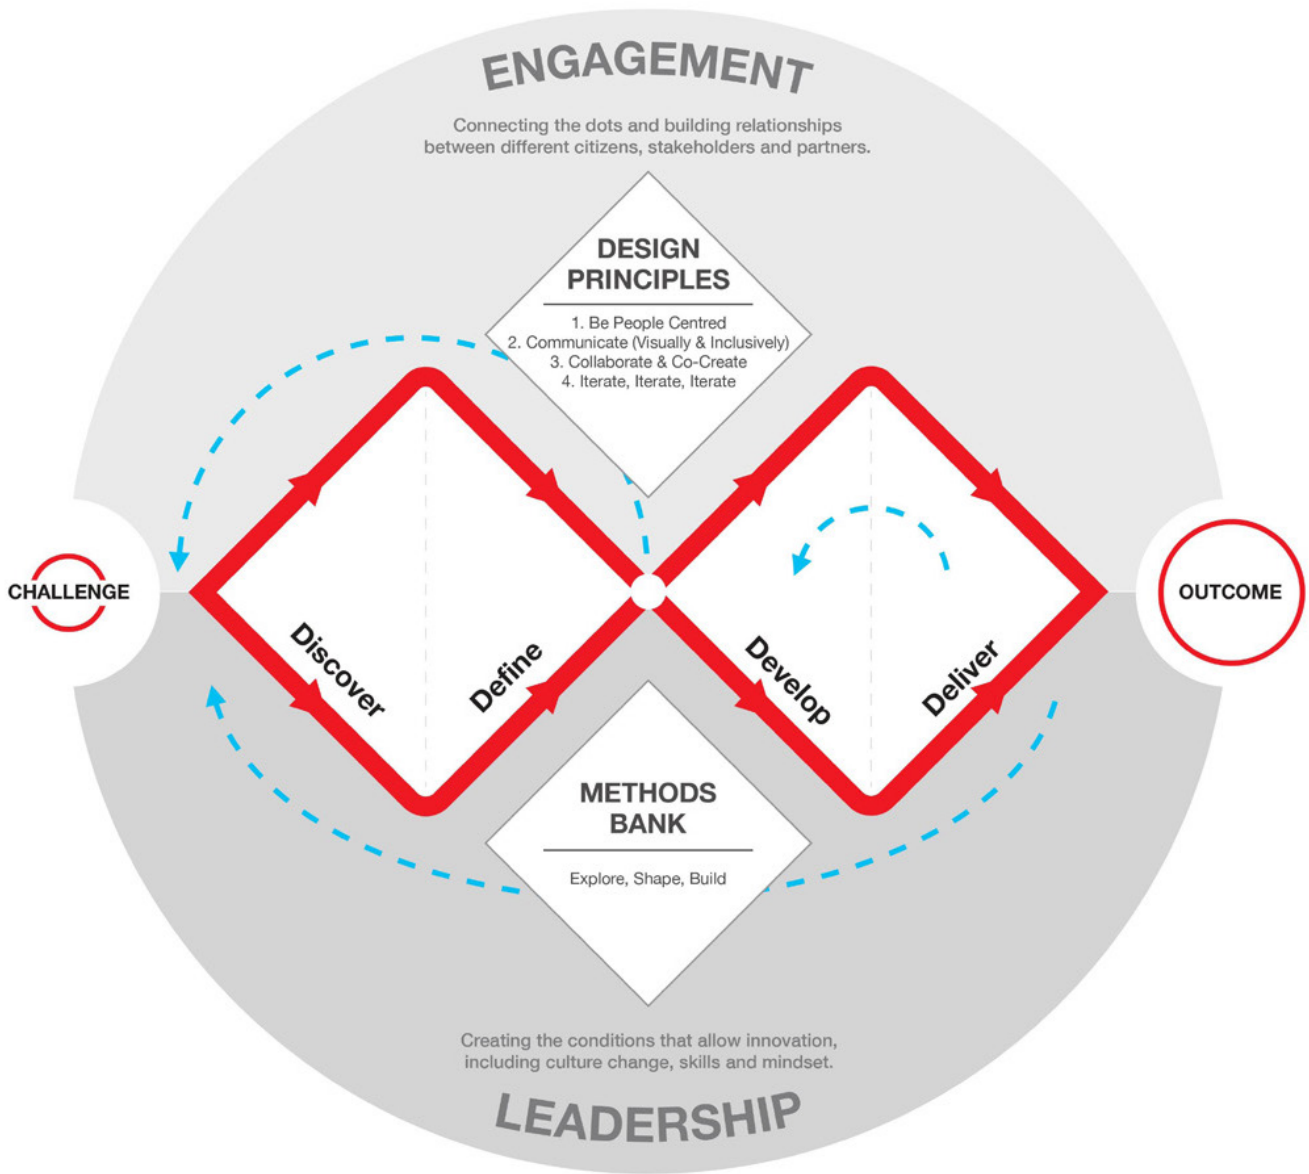 ENGAGEMENT
Connecting the dots and building relationships
between different citizens, stakeholders and partners.
DESIGN
PRINCIPLES
1. Be People Centred
2. Communicate (Visually & Inclusively)
3. Collaborate & Co-Create
4. Iterate, Iterate, Iterate
CHALLENGE
OUTCOME
Discover
Define
Develop
Deliver
METHODS
BANK
Explore, Shape, Build
Creating the conditions that allow innovation,
including culture change, skills and mindset.
LEADERSHIP